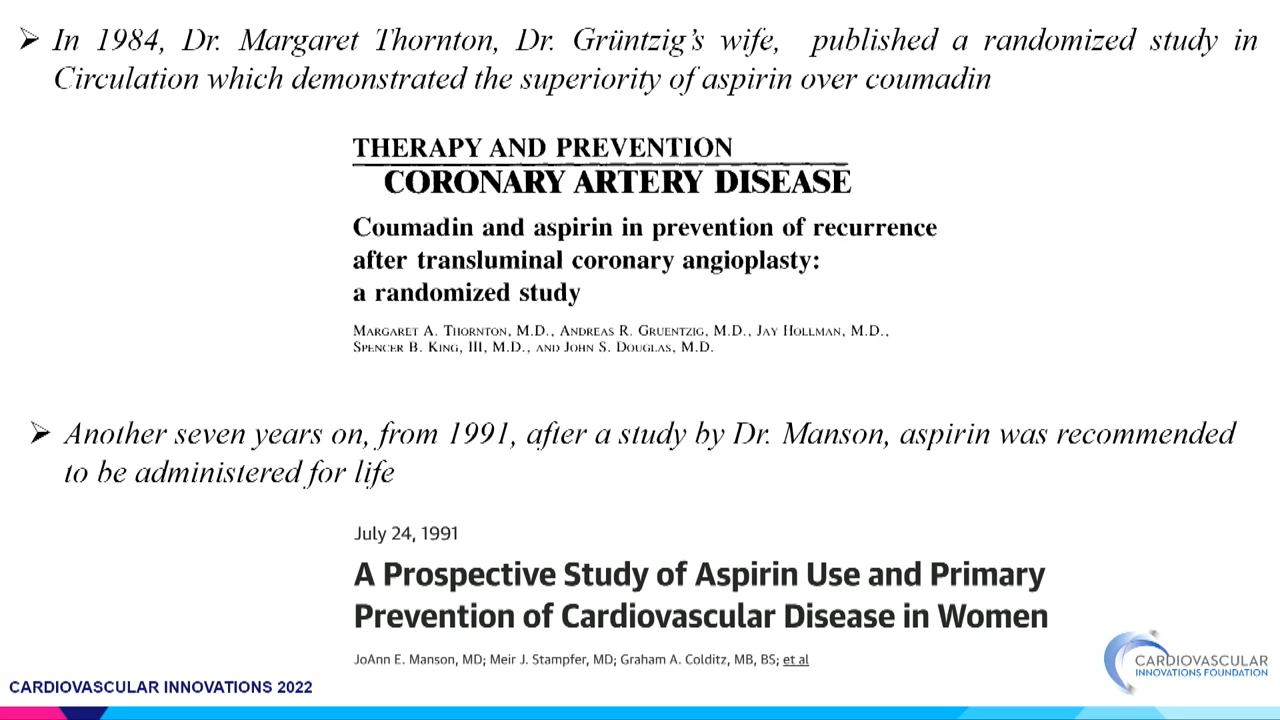 ➢ In 1984, Dr. Margaret Thornton, Dr. Grüntzig’s wife, published a randomized study in
Circulation which demonstrated the superiority of aspirin over coumadin
THERAPY AND PREVENTION
CORONARY ARTERY DISEASE
Coumadin and aspirin in prevention of recurrence
after transluminal coronary angioplasty:
a randomized study
MARGARET A. THORNTON, M.D., ANDREAS R. GRUENTZIG, M.D., JAY HOLLMAN, M.D.,
SPENCER B. KING, III, M.D., AND JOHN S. DOUGLAS, M.D.
➢ Another seven years on, from 1991, after a study by Dr. Manson, aspirin was recommended
to be administered for life
July 24, 1991
A Prospective Study of Aspirin Use and Primary
Prevention of Cardiovascular Disease in Women
JoAnn E. Manson, MD; Meir J. Stampfer, MD; Graham A. Colditz, MB, BS; et al
CARDIOVASCULAR
INNOVATIONS FOUNDATION
CARDIOVASCULAR INNOVATIONS 2022